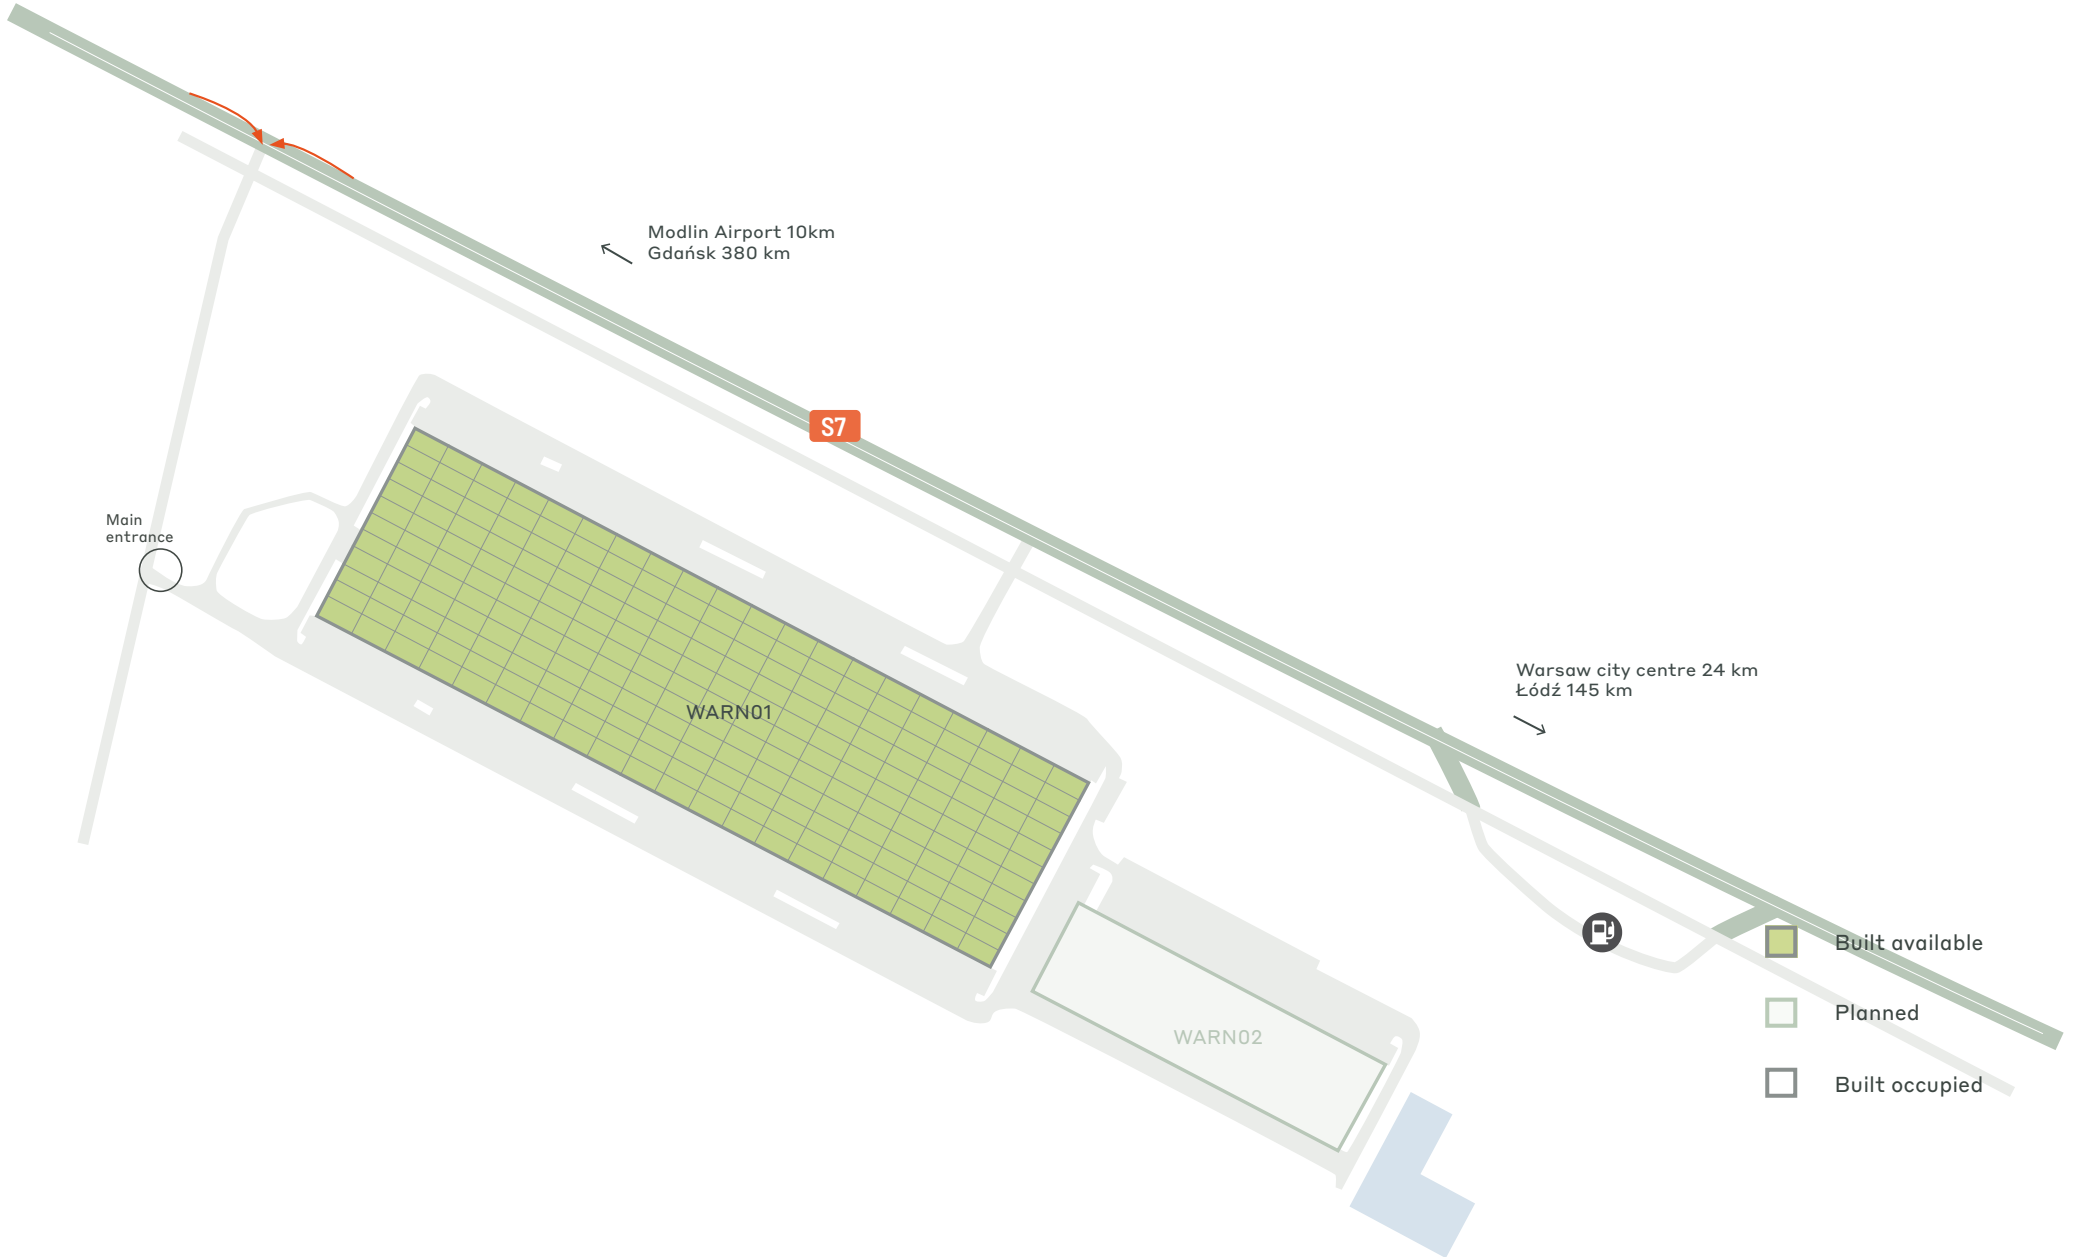 Modlin Airport 10km
Gdańsk 380 km
S7
Main
entrance
Warsaw city centre 24 km
Łódź 145 km
WARN01
WARN02
Built available
Planned
Built occupied